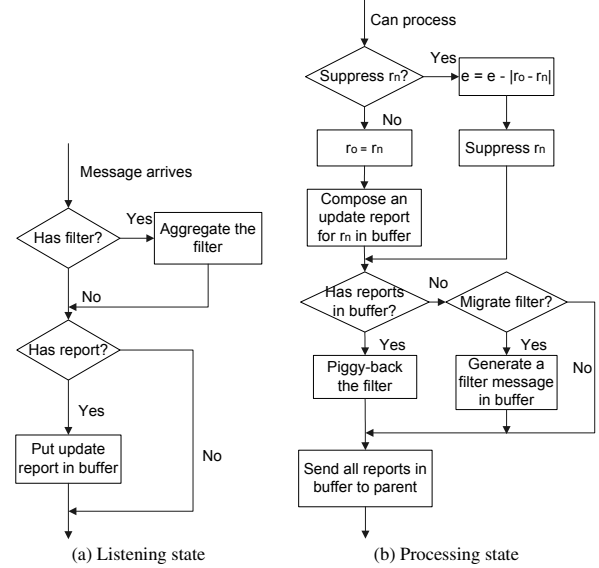 Message arrives
Has filter?
Yes
Aggregate the
filter
No
Has report?
Yes
No
Put update
report in buffer
(a) Listening state
Can process
Suppress rn?
Yes
e = e - |ro - rn|
No
ro = rn
Suppress rn
Compose an
update report
for rn in buffer
Has reports
in buffer?
No
Migrate filter?
Yes
Piggy-back
the filter
Yes
Generate a
filter message
in buffer
No
Send all reports in
buffer to parent
(b) Processing state